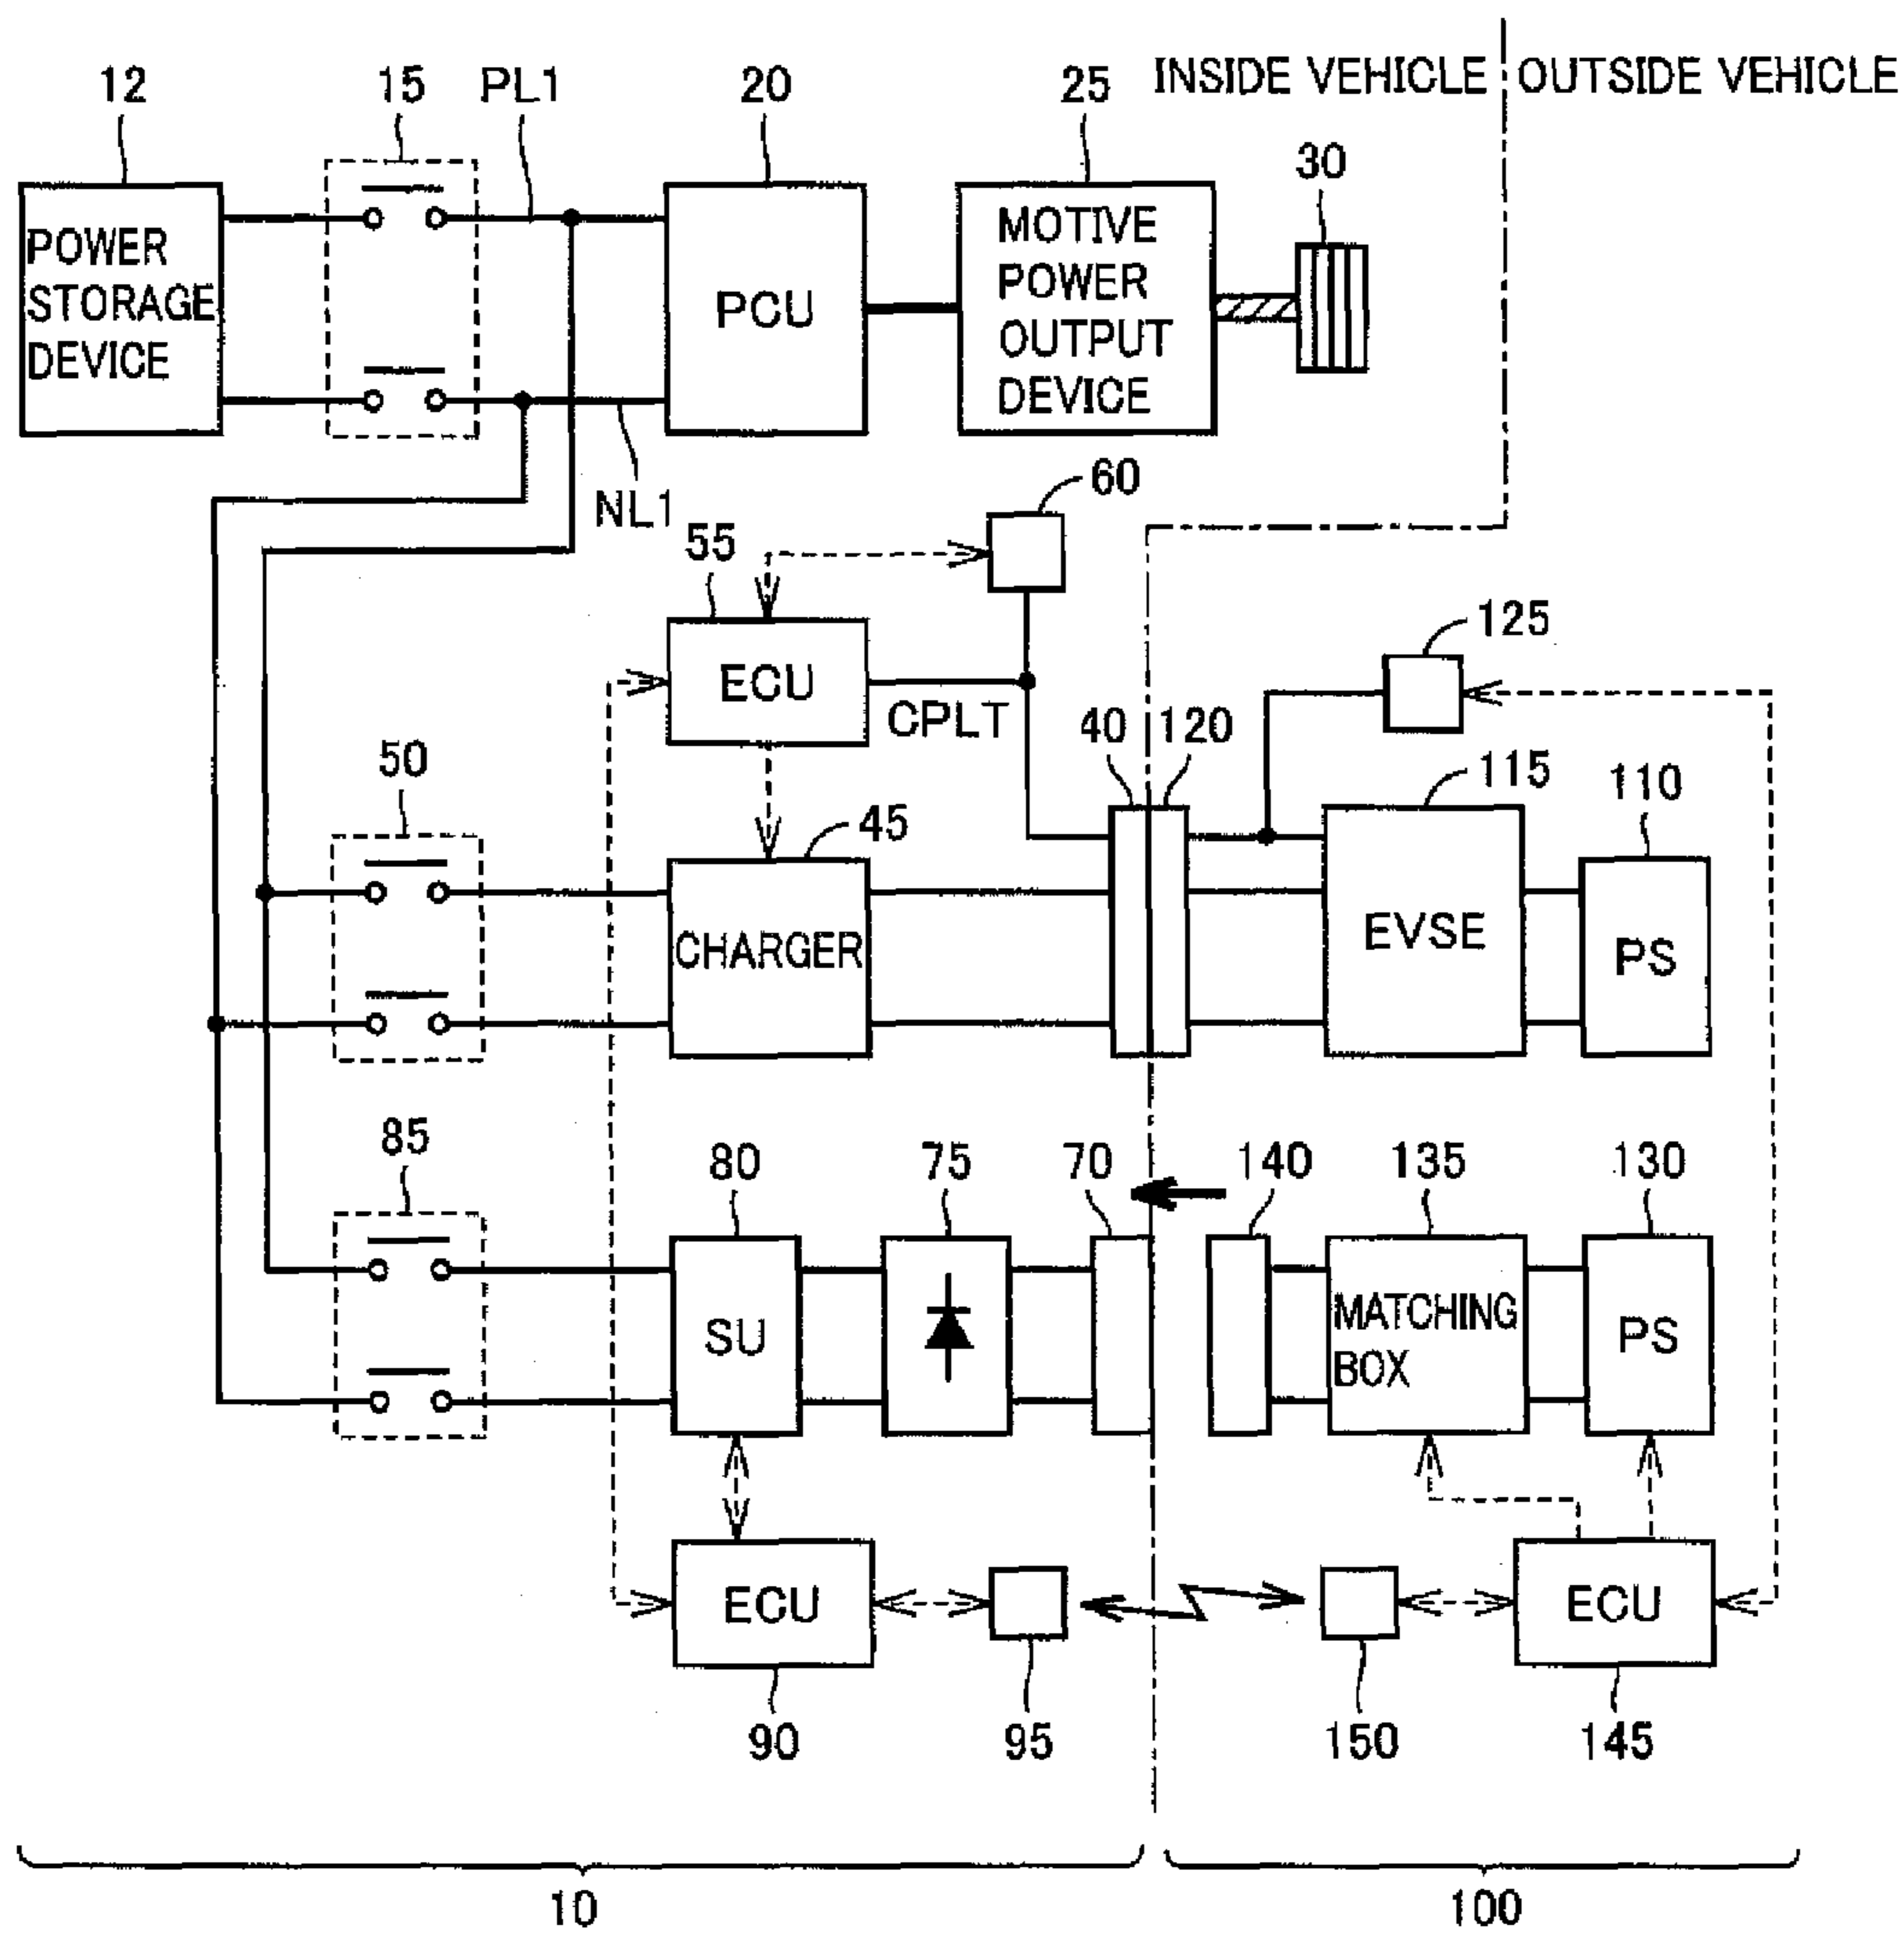 INSIDE VEHICLE
OUTSIDE VEHICLE
12
15
PL1
20
25
30
POWER
STORAGE
DEVICE
PCU
MOTIVE
POWER
OUTPUT
DEVICE
NL1
60
55
125
ECU
CPLT
40
120
50
115
110
45
CHARGER
EVSE
PS
85
80
75
70
140
135
130
SU
MATCHING
BOX
PS
ECU
ECU
90
95
150
145
10
100